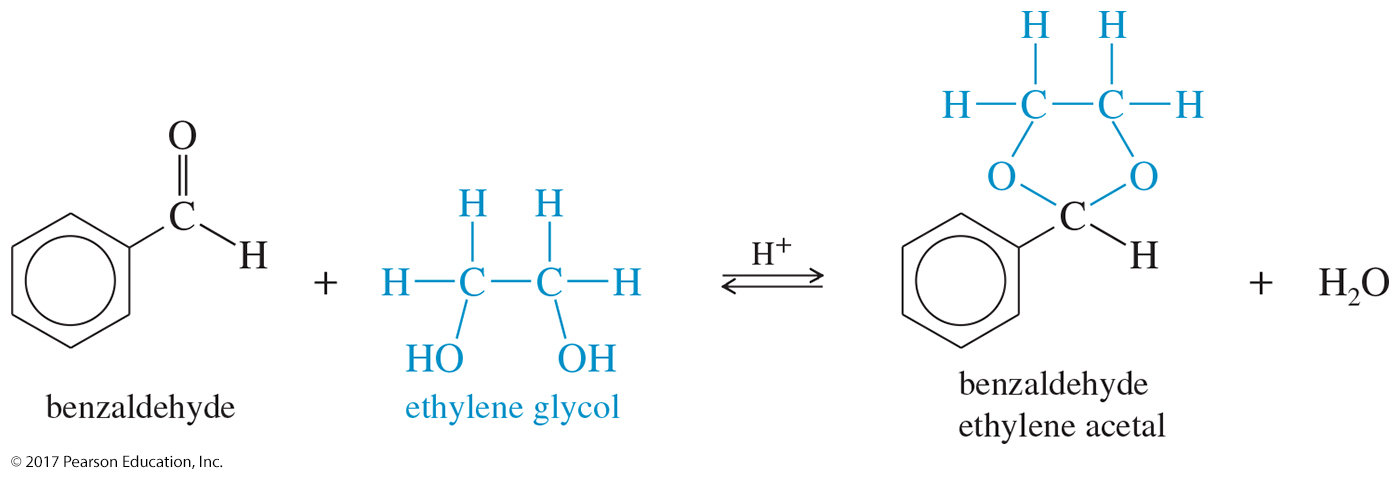 H H
H C C H
O
O O
C
H
H H
C
H
H C C H
H⁺
+
+
H₂O
HO OH
benzaldehyde
ethylene glycol
benzaldehyde
ethylene acetal
© 2017 Pearson Education, Inc.